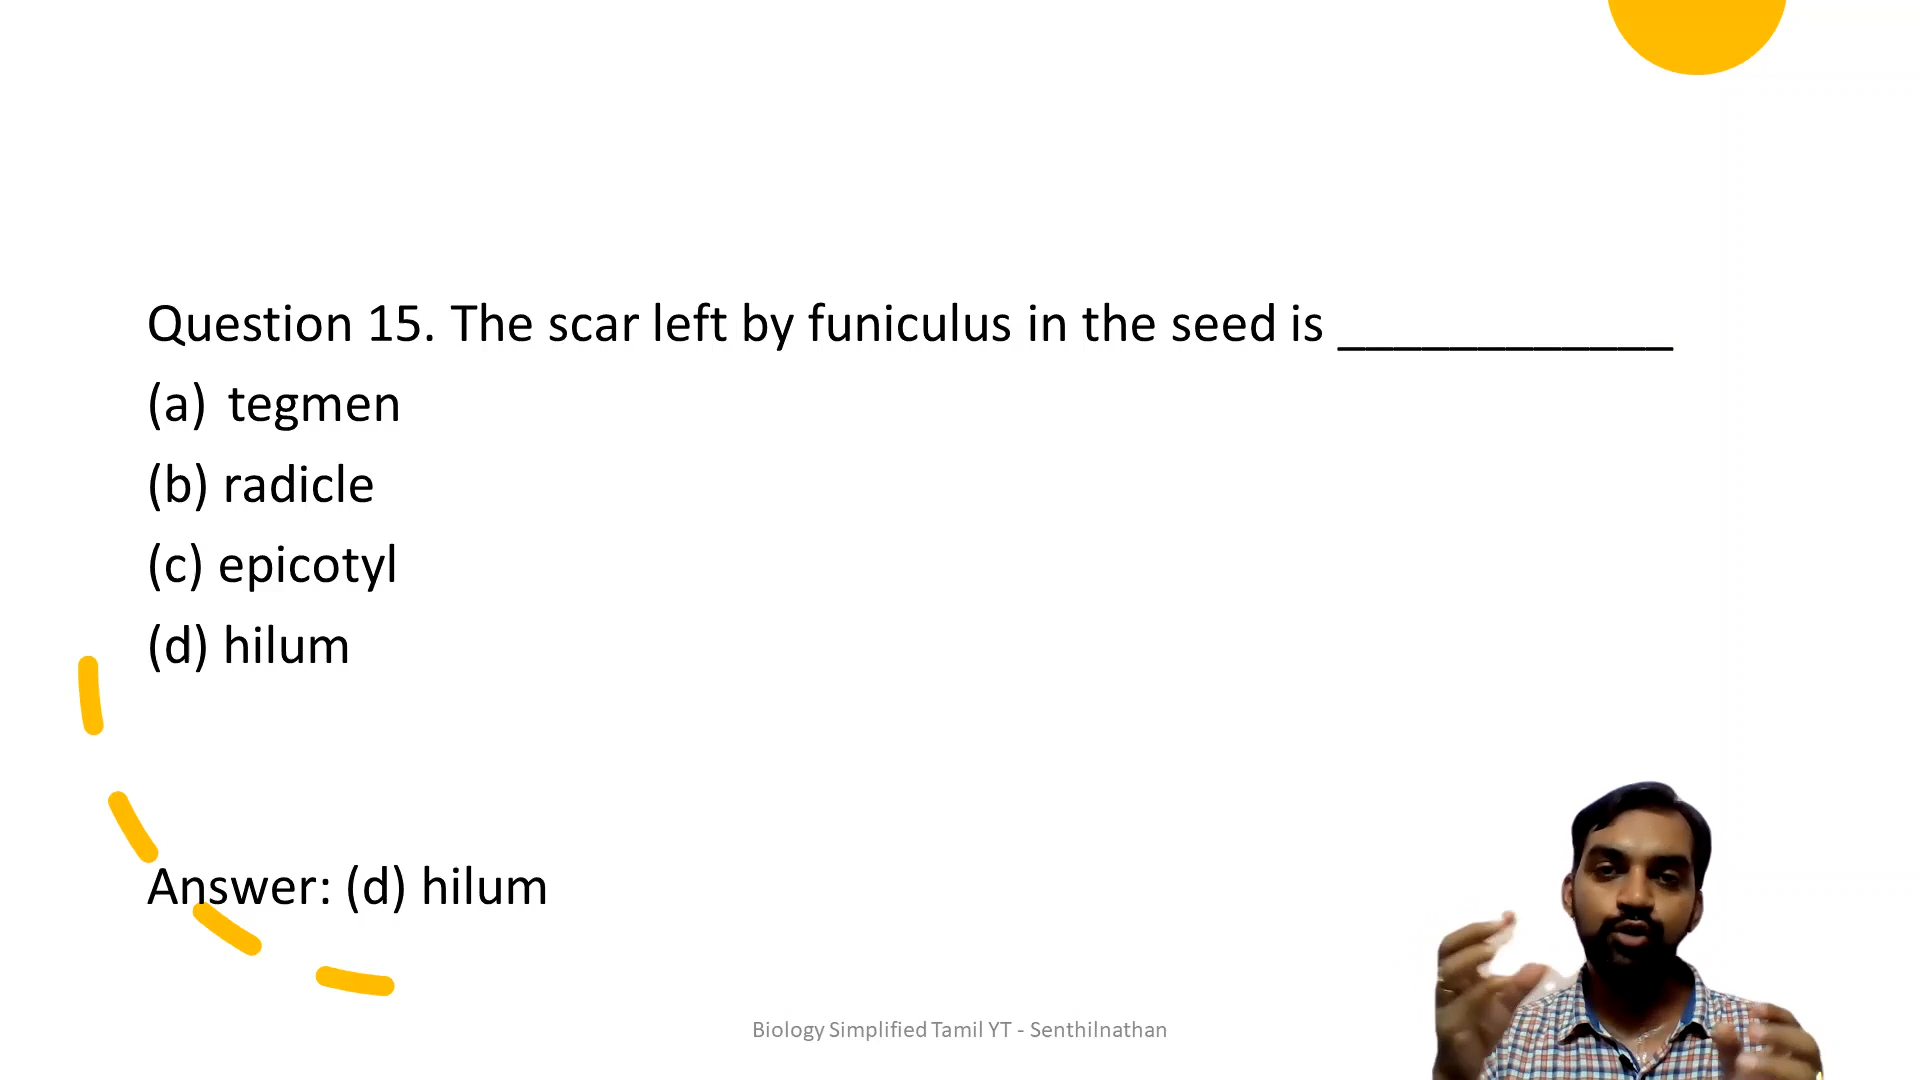 Question 15. The scar left by funiculus in the seed is ____________
(a) tegmen
(b) radicle
(c) epicotyl
(d) hilum
Answer: (d) hilum
Biology Simplified Tamil YT - Senthilnathan